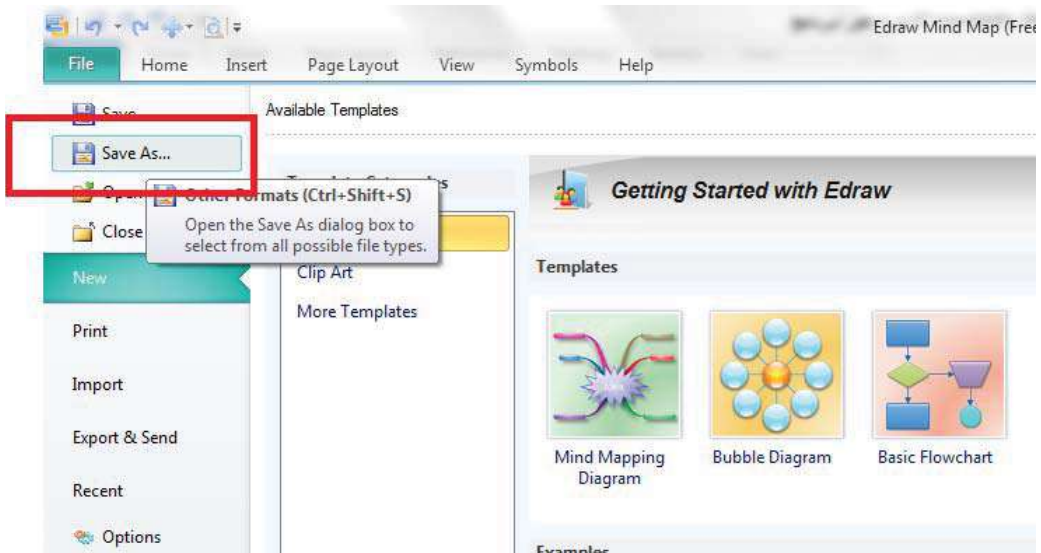 Edraw Mind Map (Free
File Home Insert Page Layout View Symbols Help
Save
Available Templates
Save As...
Open
Other Formats (Ctrl+Shift+S)
Open the Save As dialog box to
select from all possible file types.
Close
Getting Started with Edraw
New
Clip Art
More Templates
Templates
Print
Import
Export & Send
Recent
Options
Mind Mapping
Diagram
Bubble Diagram
Basic Flowchart
Examples